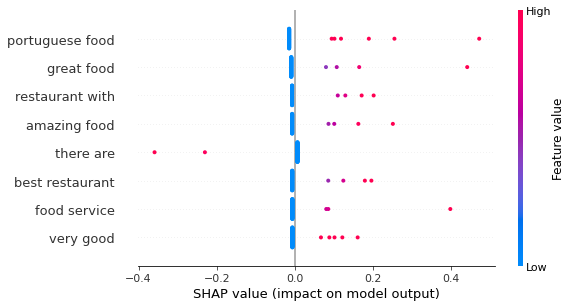 High
portuguese food
great food
restaurant with
amazing food
there are
best restaurant
food service
very good
Feature value
Low
−0.4 −0.2 0.0 0.2 0.4
SHAP value (impact on model output)